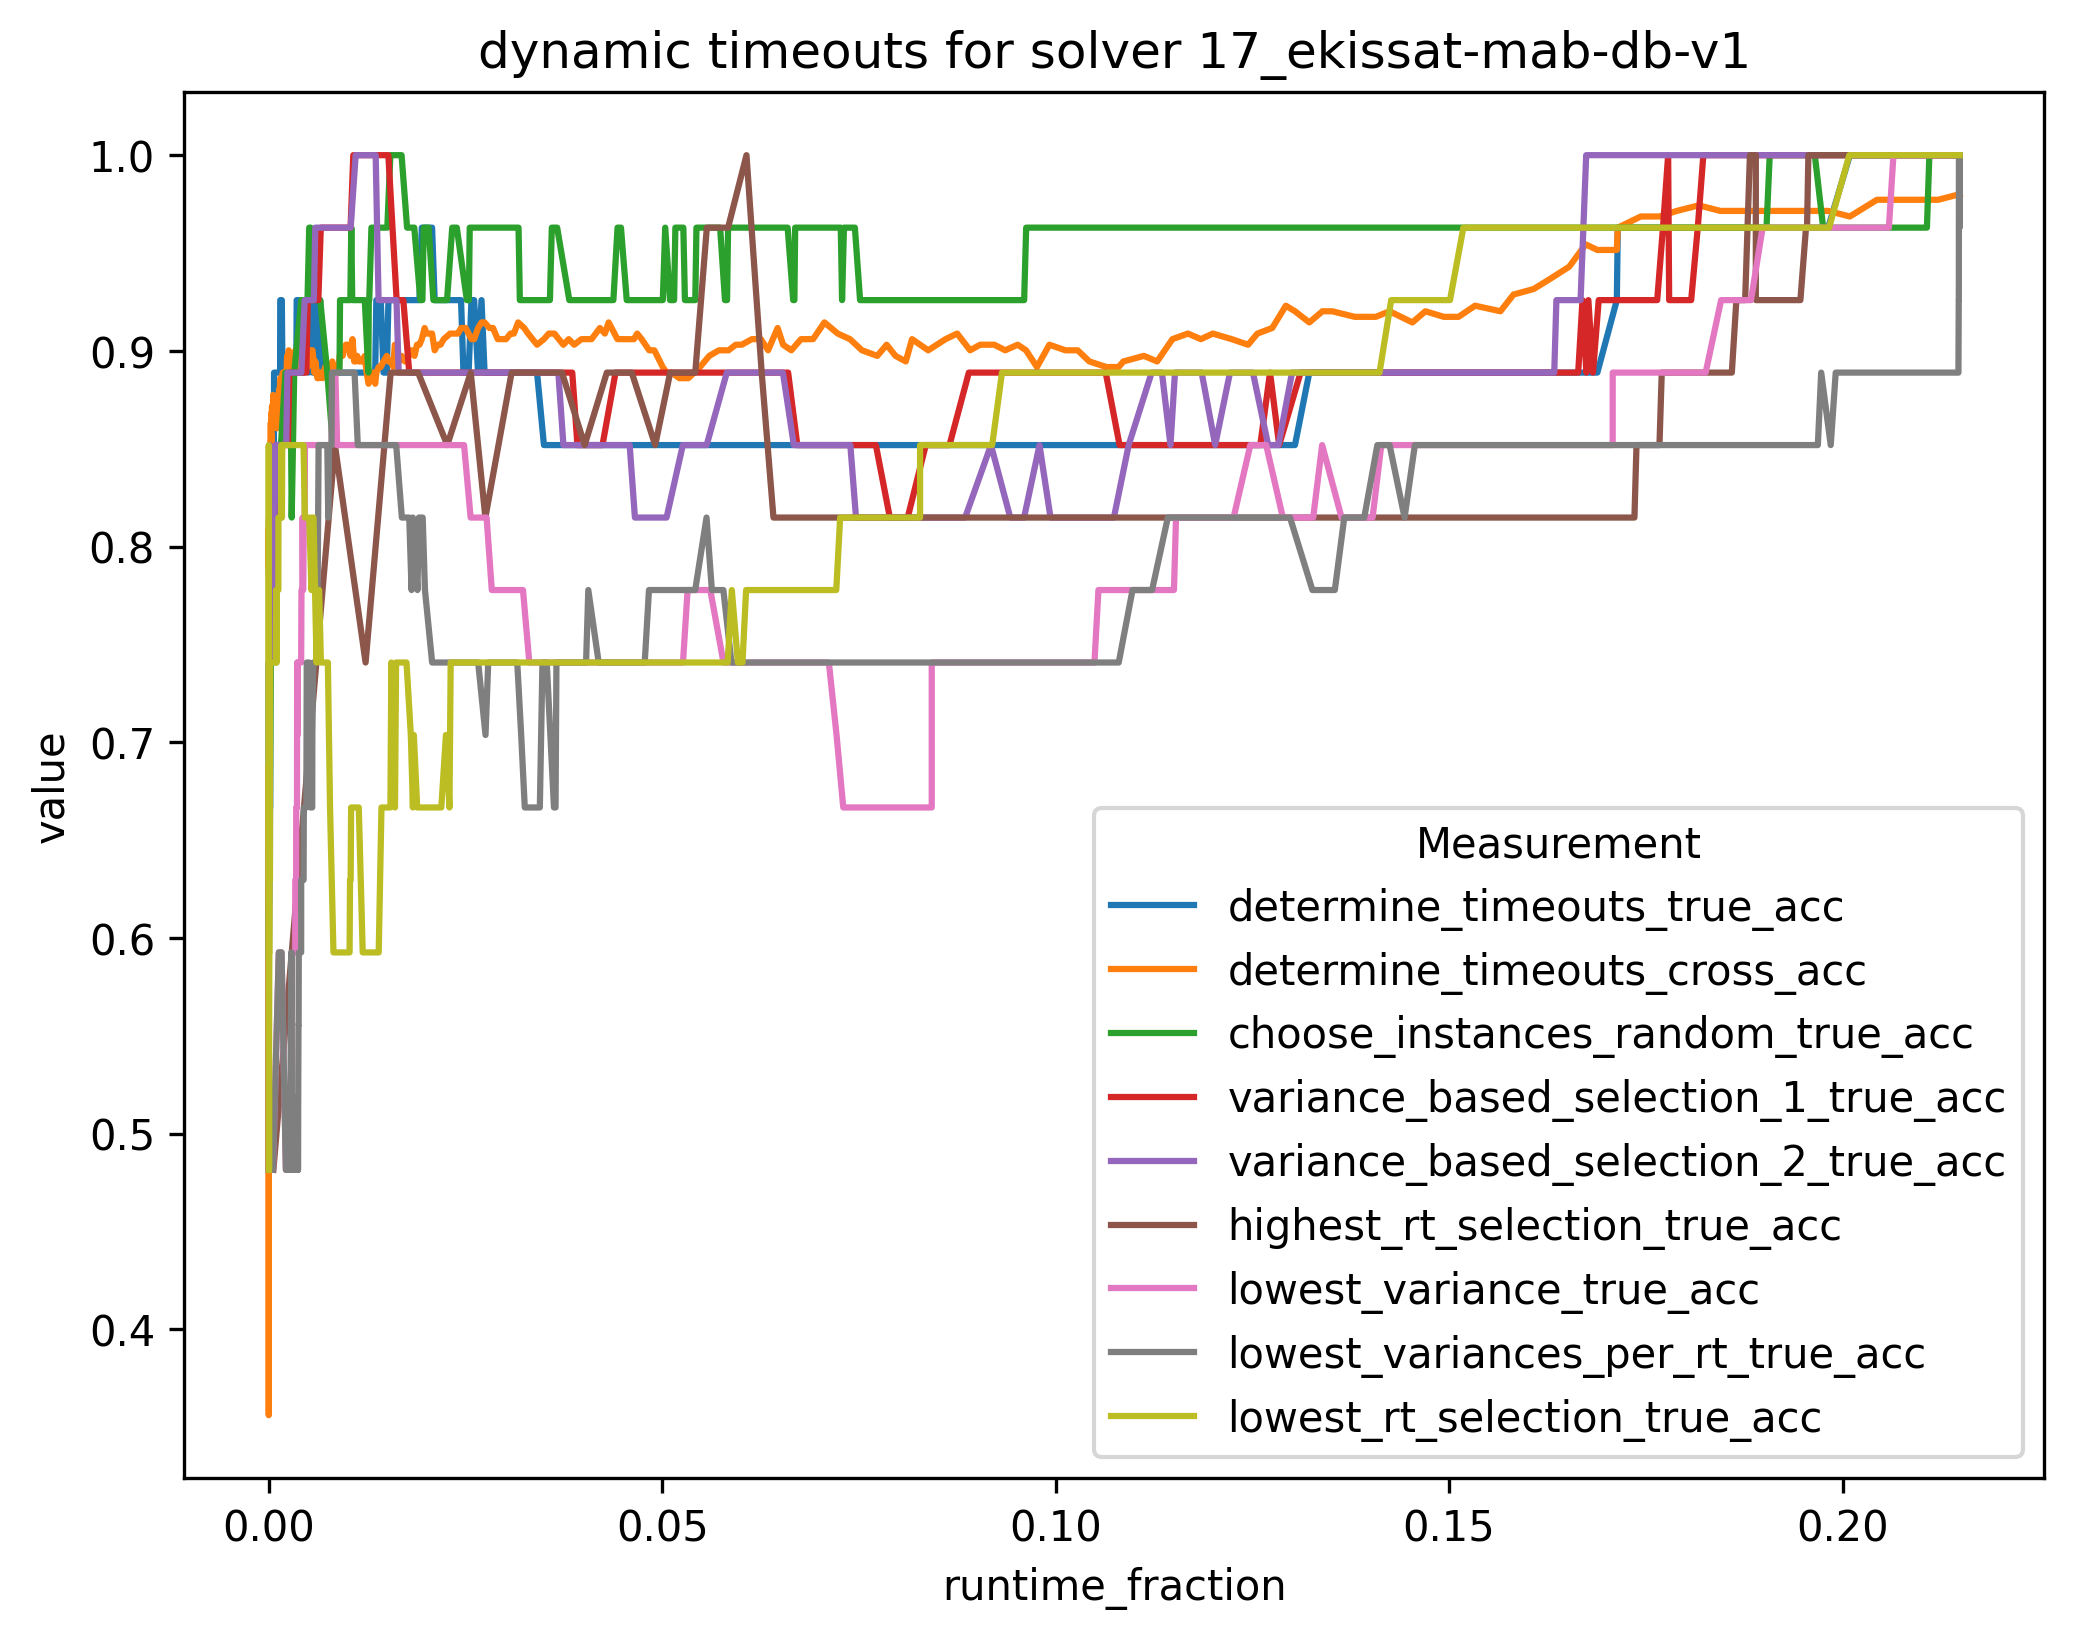 dynamic timeouts for solver 17_ekissat-mab-db-v1
1.0
0.9
0.8
0.7
0.6
0.5
0.4
value
0.00
0.05
0.10
0.15
0.20
runtime_fraction
Measurement
determine_timeouts_true_acc
determine_timeouts_cross_acc
choose_instances_random_true_acc
variance_based_selection_1_true_acc
variance_based_selection_2_true_acc
highest_rt_selection_true_acc
lowest_variance_true_acc
lowest_variances_per_rt_true_acc
lowest_rt_selection_true_acc